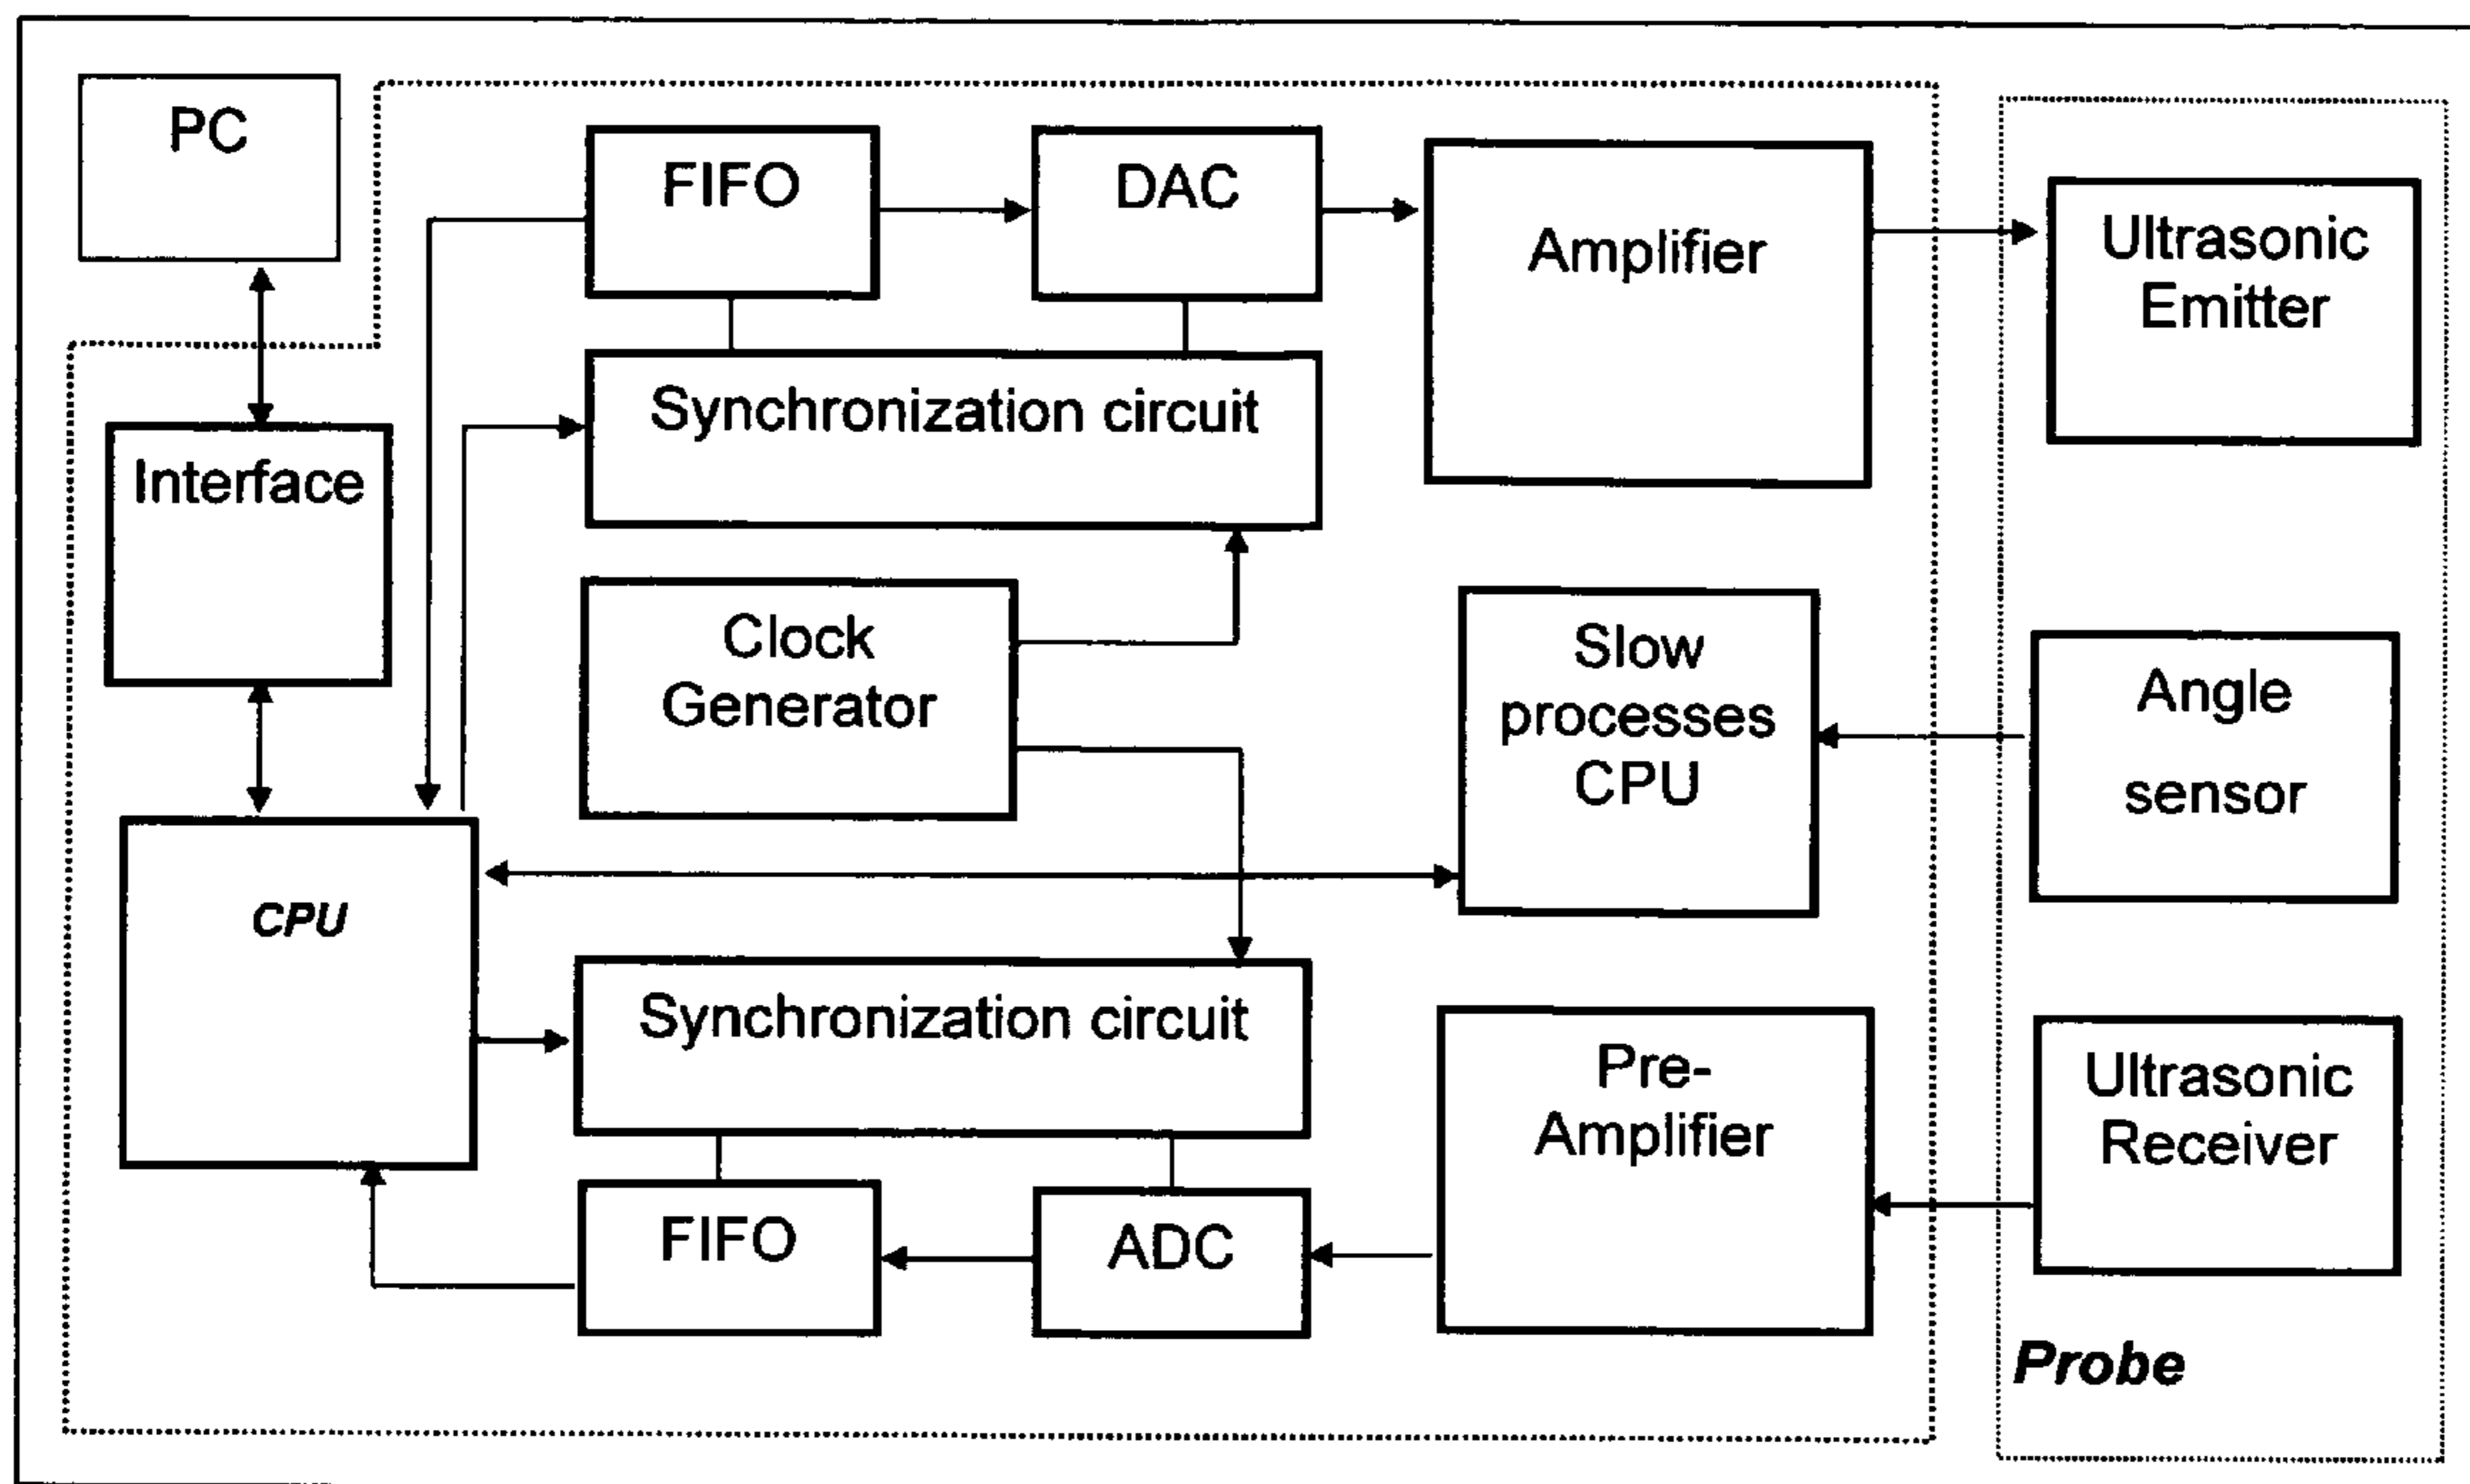 PC
FIFO
DAC
Amplifier
Ultrasonic
Emitter
Synchronization circuit
Interface
Clock
Generator
Slow
processes
CPU
Angle
sensor
CPU
Synchronization circuit
Pre-
Amplifier
Ultrasonic
Receiver
FIFO
ADC
Probe